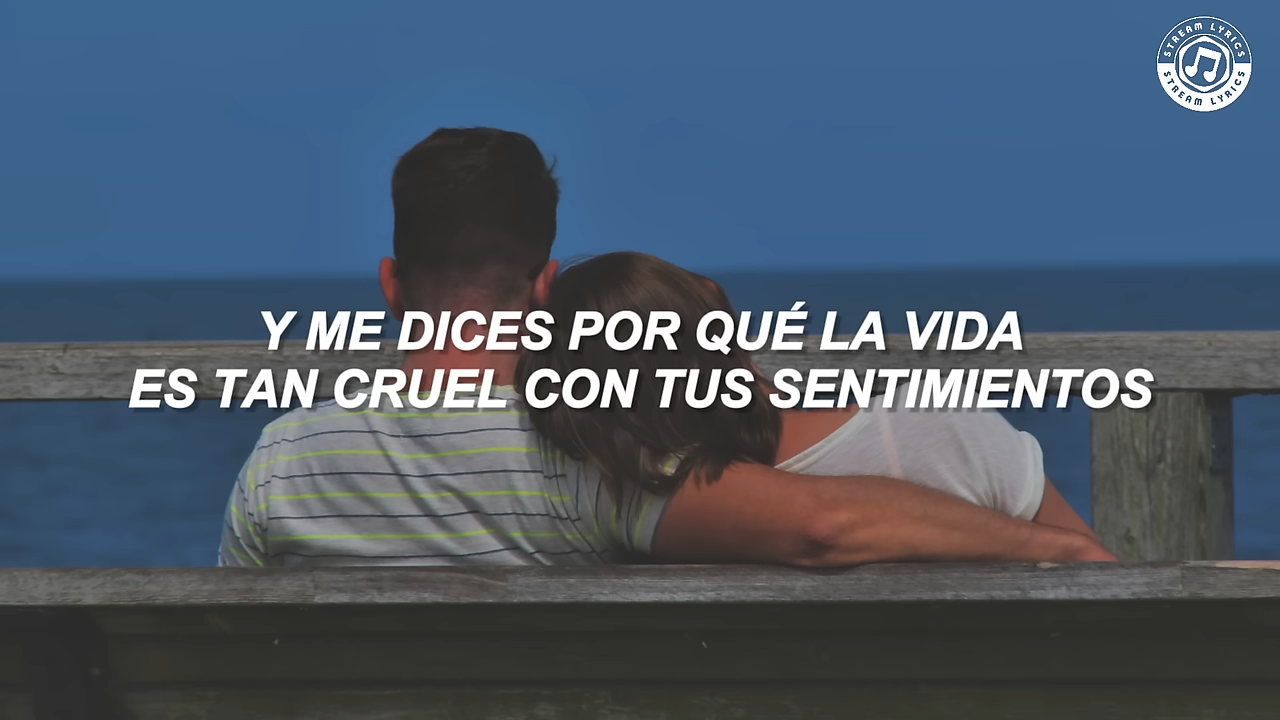 STREAM LYRICS
STREAM LYRICS
Y ME DICES POR QUÉ LA VIDA
ES TAN CRUEL CON TUS SENTIMIENTOS